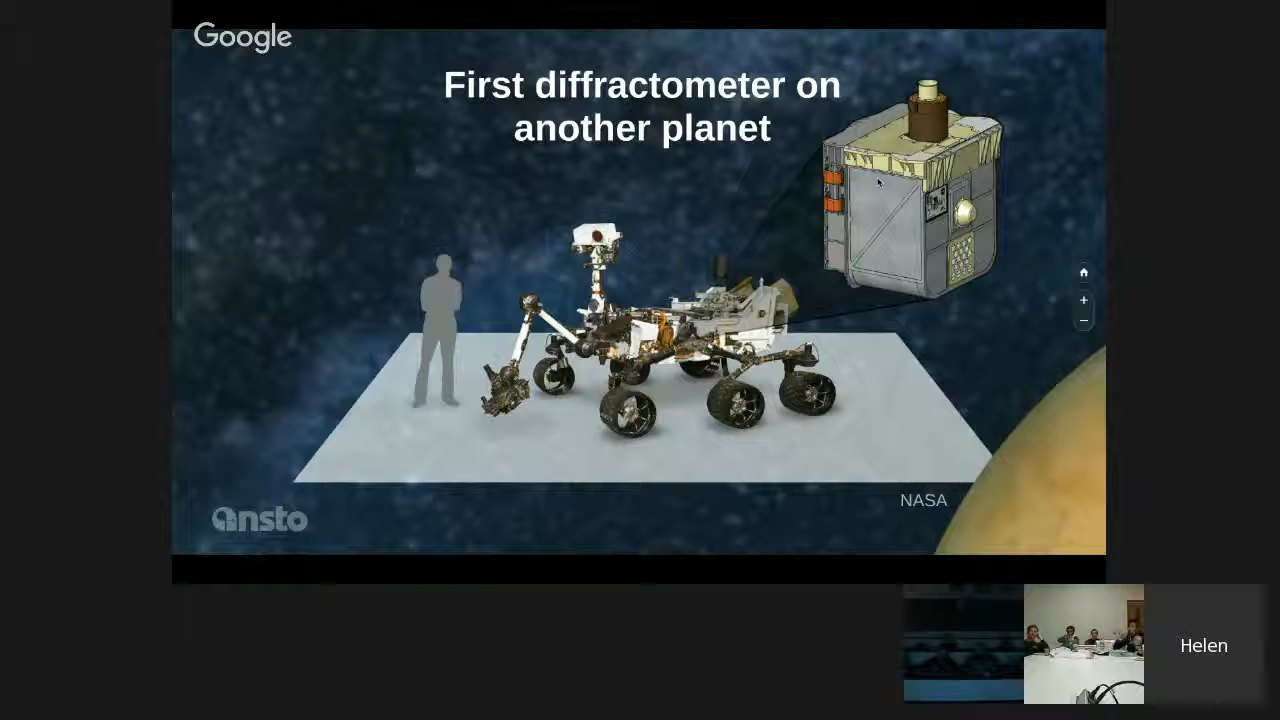 Google
First diffractometer on
another planet
NASA
ansto
Helen